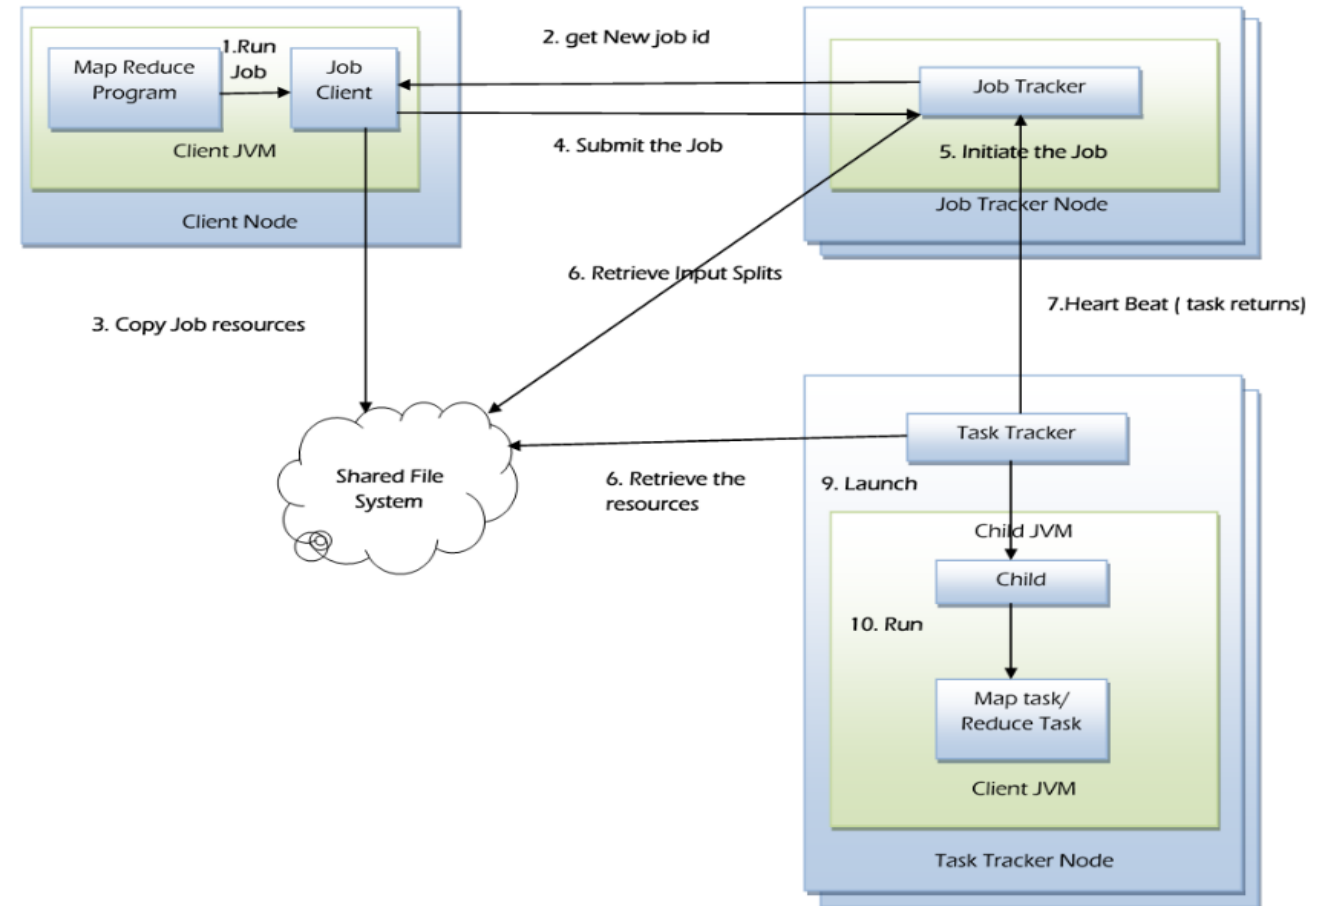 1.Run
Job
Map Reduce
Program
Job
Client
Client JVM
Client Node
2. get New job id
4. Submit the Job
Job Tracker
5. Initiate the Job
Job Tracker Node
6. Retrieve Input Splits
3. Copy Job resources
7.Heart Beat ( task returns)
Shared File
System
6. Retrieve the
resources
Task Tracker
9. Launch
Child JVM
Child
10. Run
Map task/
Reduce Task
Client JVM
Task Tracker Node